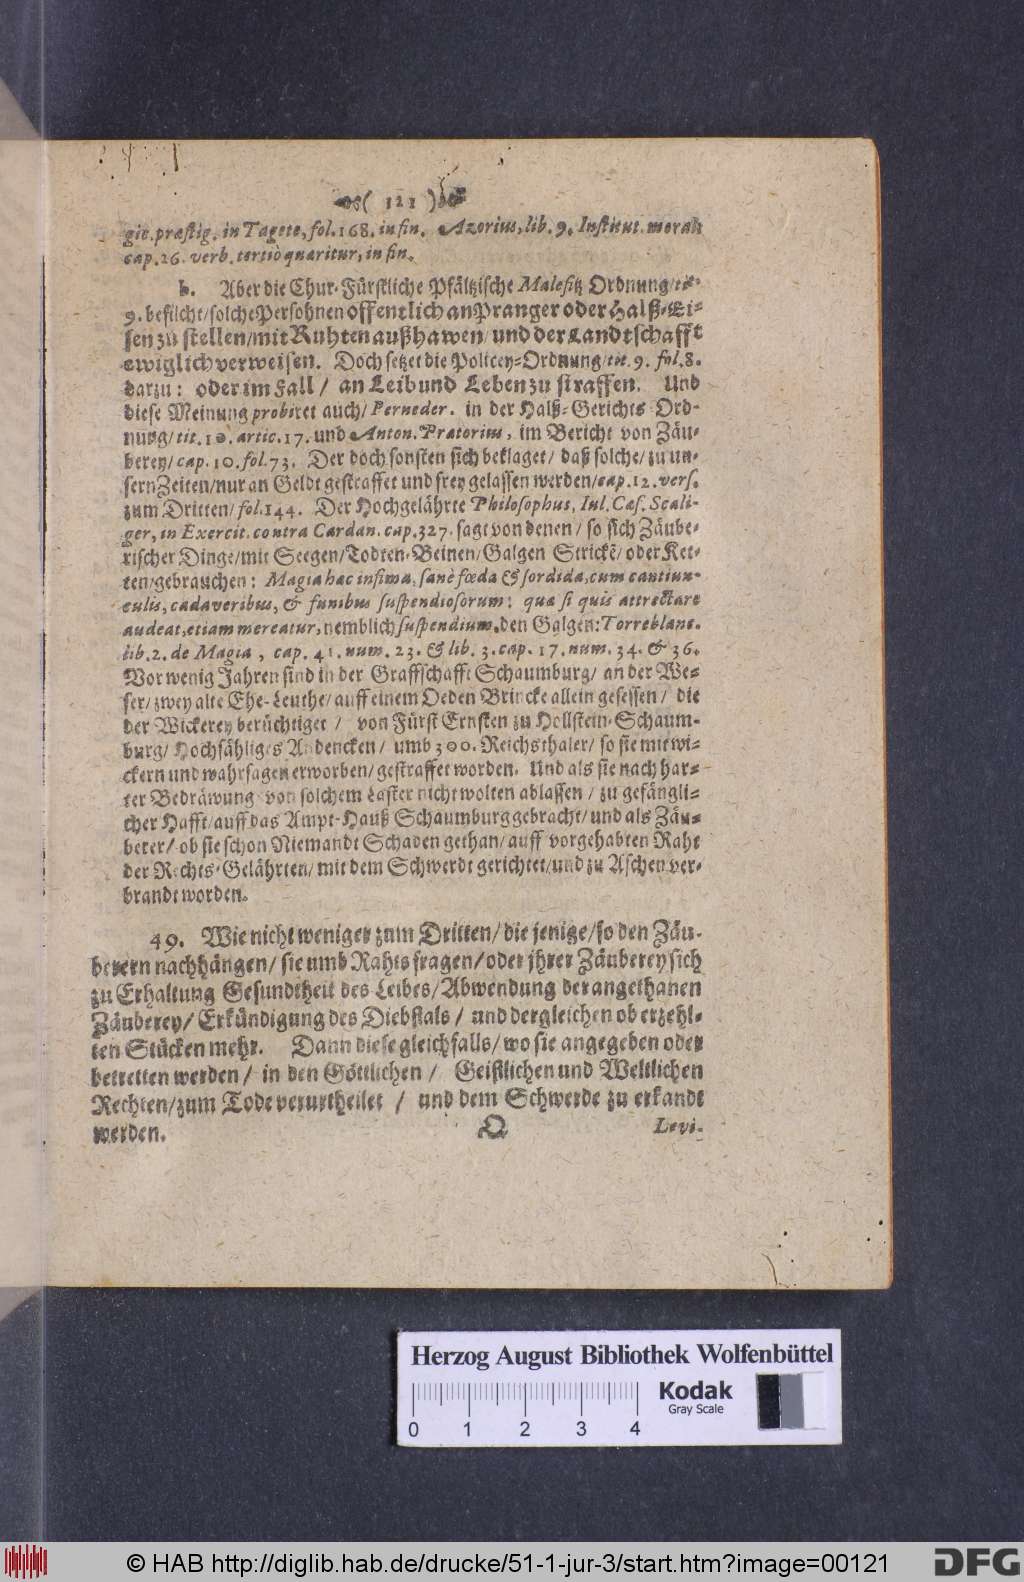 ( 121 )
gic. præstig. in Tagete, fol. 168. in fin. Azorius, lib. 9. Institut. moral.
cap. 26. verb. tertiò quæritur, in fin.
b. Aber die Chur-Fürstliche Pfältzische Malefitz Ordnung/tit.
9. befilcht/solche Persohnen offentlich an Pranger oder Halß-Ei-
sen zu stellen/mit Ruhten außhawen/und der Landtschafft
ewiglich verweisen. Doch setzet die Policey-Ordnung/tit. 9. fol. 8.
darzu: oder im Fall / an Leib und Leben zu straffen. Und
diese Meinung probiret auch/ Perneder. in der Halß-Gerichts Ord-
nung/tit. 10. artic. 17. und Anton. Prætorius, im Bericht von Zäu-
berey/cap. 10. fol. 73. Der doch sonsten sich beklaget/ daß solche/zu un-
sern Zeiten/nur an Geldt gestraffet und frey gelassen werden/cap. 12. vers.
zum Dritten/fol. 144. Der Hochgelährte Philosophus, Iul. Cæs. Scali-
ger, in Exercit. contra Cardan. cap. 327. sagt von denen / so sich Zäube-
rischer Dinge/mit Seegen/Todten-Beinen/Galgen Strickẽ/oder Ket-
ten/gebrauchen: Magia hac infima, sanè fœda & sordida, cum cantiun-
culis, cadaveribus, & funibus suspendiosorum: quæ si quis attrectare
audeat, etiam mereatur, nemblich suspendium, den Galgen: Torreblanc.
lib. 2. de Magia, cap. 41. num. 23. & lib. 3. cap. 17. num. 34. & 36.
Vor wenig Jahren sind in der Graffschafft Schaumburg/ an der We-
ser/zwey alte Ehe-Leuthe/auff einem Oeden Brincke allein gesessen / die
der Wickerey berüchtiget / von Fürst Ernsten zu Hollstein-Schaum-
burg/ Hochsähliges Andencken / umb 300. Reichsthaler/ so sie mit wi-
ckern und wahrsagen erworben/gestraffet worden. Und als sie nach har-
ter Bedräwung von solchem Laster nicht wolten ablassen / zu gefängli-
cher Hafft/auff das Ampt-Hauß Schaumburg gebracht/und als Zäu-
berer/ ob sie schon Niemandt Schaden gethan/auff vorgehabten Raht
der Rechts-Gelährten/ mit dem Schwerdt gerichtet/und zu Aschen ver-
brandt worden.
49. Wie nicht weniger zum Dritten/die jenige/so den Zäu-
berern nachhängen/ sie umb Rahts fragen/oder jhrer Zäuberey sich
zu Erhaltung Gesundtheit des Leibes/Abwendung der angethanen
Zäuberey/ Erkündigung des Diebstals / und dergleichen ob erzehl-
ten Stücken mehr. Dann diese gleichfalls/wo sie angegeben oder
betretten werden / in den Göttlichen / Geistlichen und Weltlichen
Rechten/zum Tode verurtheilet / und dem Schwerde zu erkandt
werden. Q Levi-
Herzog August Bibliothek Wolfenbüttel
Kodak
Gray Scale
0 1 2 3 4
© HAB http://diglib.hab.de/drucke/51-1-jur-3/start.htm?image=00121
DFG